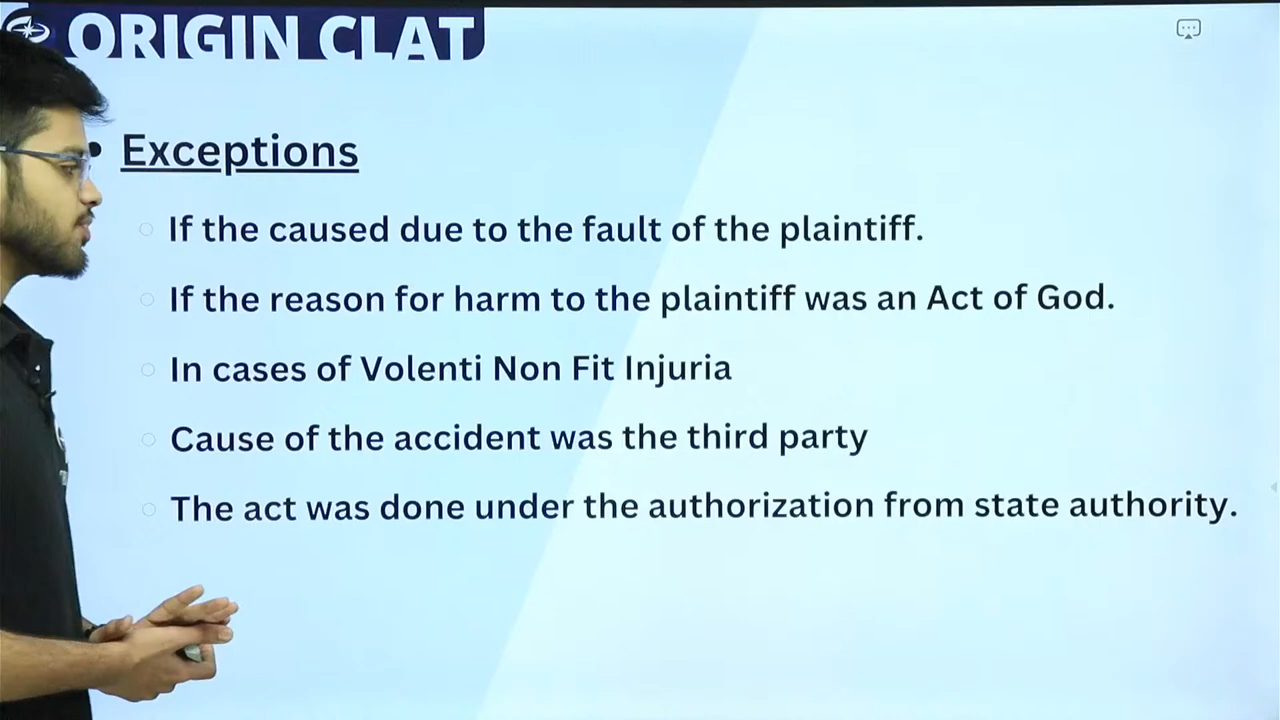 ORIGIN CLAT
Exceptions
If the caused due to the fault of the plaintiff.
If the reason for harm to the plaintiff was an Act of God.
In cases of Volenti Non Fit Injuria
Cause of the accident was the third party
The act was done under the authorization from state authority.